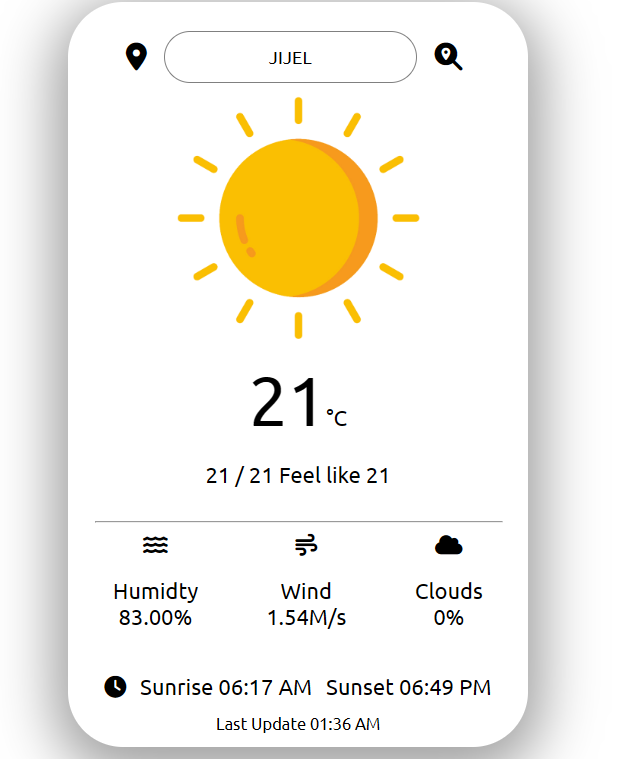 JIJEL
21°C
21 / 21 Feel like 21
Humidty Wind Clouds
83.00% 1.54M/s 0%
Sunrise 06:17 AM Sunset 06:49 PM
Last Update 01:36 AM